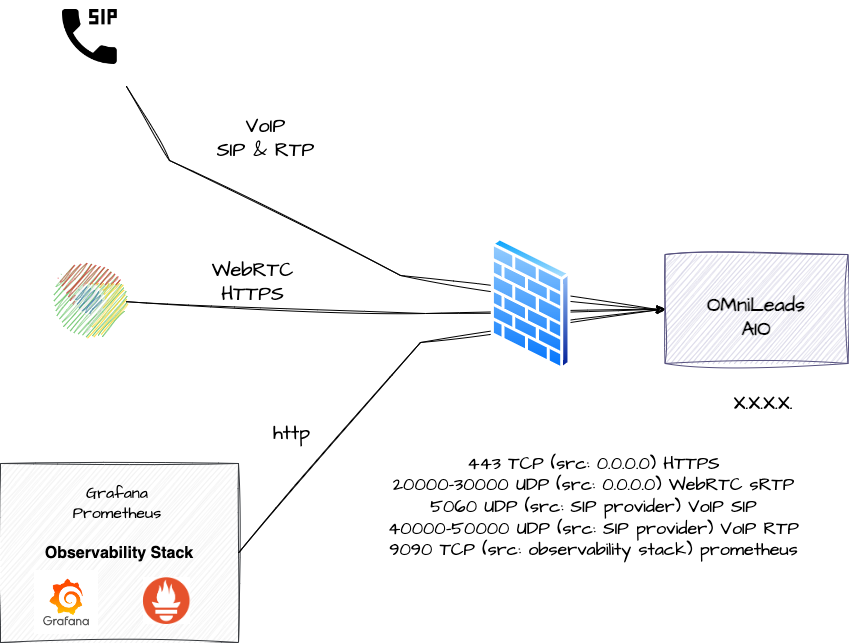 SIP
VoIP
SIP & RTP
WebRTC
HTTPS
OMniLeads
AIO
X.X.X.X.
http
443 TCP (src: 0.0.0.0) HTTPS
20000-30000 UDP (src: 0.0.0.0) WebRTC sRTP
5060 UDP (src: SIP provider) VoIP SIP
40000-50000 UDP (src: SIP provider) VoIP RTP
9090 TCP (src: observability stack) prometheus
Grafana
Prometheus
Observability Stack
Grafana